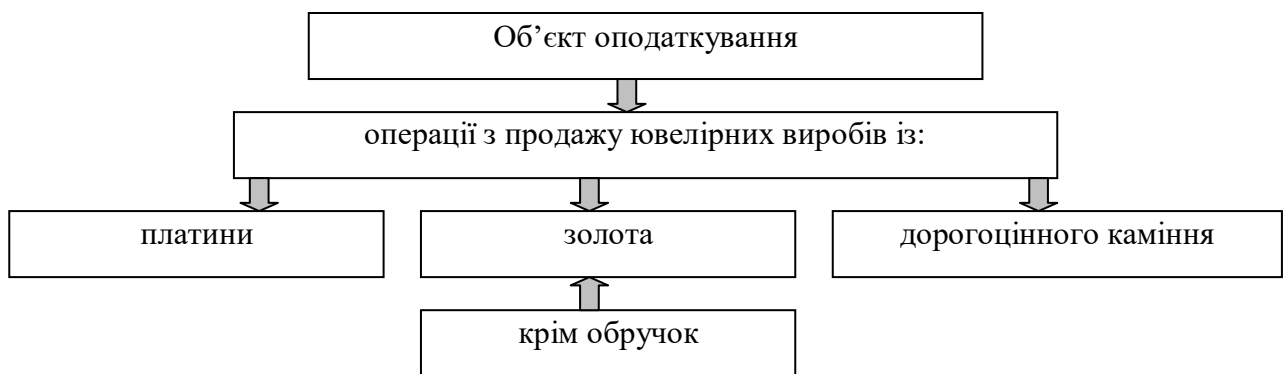 Об’єкт оподаткування
операції з продажу ювелірних виробів із:
платини
золота
дорогоцінного каміння
крім обручок